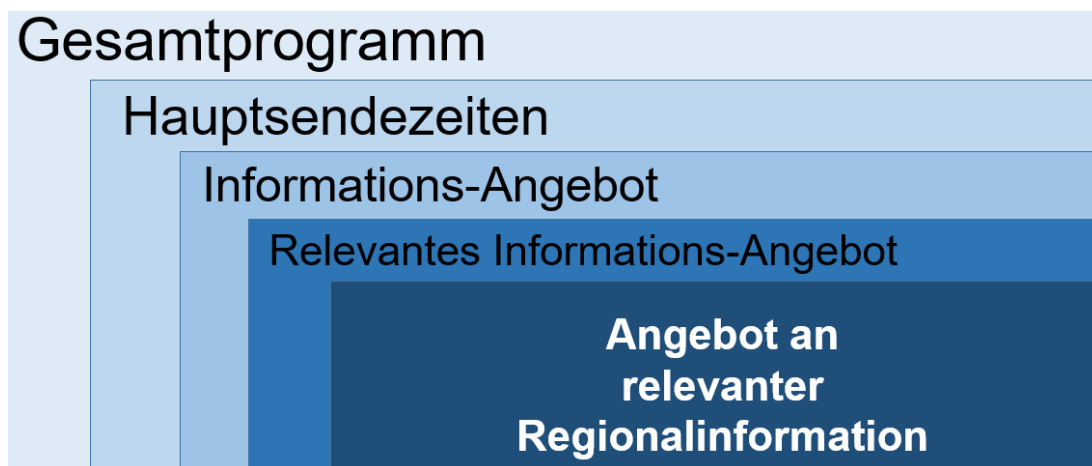 Gesamtprogramm
Hauptsendezeiten
Informations-Angebot
Relevantes Informations-Angebot
Angebot an
relevanter
Regionalinformation